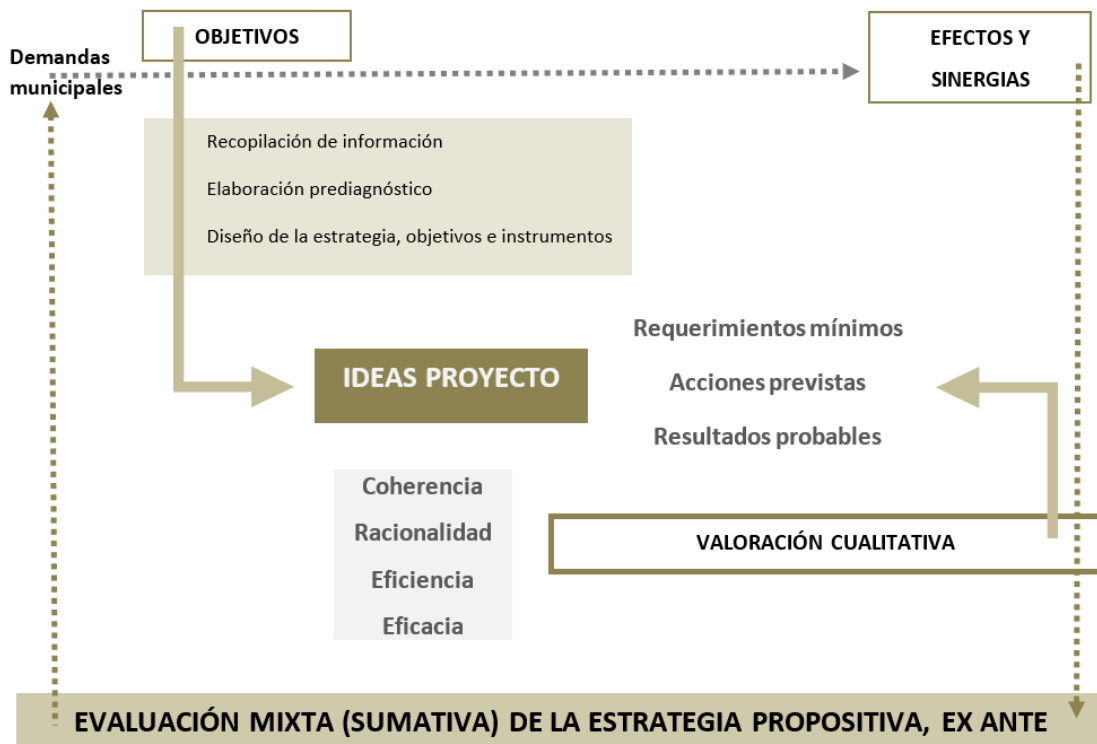 OBJETIVOS
EFECTOS Y
SINERGIAS
Demandas
municipales
Recopilación de información
Elaboración prediagnóstico
Diseño de la estrategia, objetivos e instrumentos
IDEAS PROYECTO
Requerimientos mínimos
Acciones previstas
Resultados probables
Coherencia
Racionalidad
Eficiencia
Eficacia
VALORACIÓN CUALITATIVA
EVALUACIÓN MIXTA (SUMATIVA) DE LA ESTRATEGIA PROPOSITIVA, EX ANTE